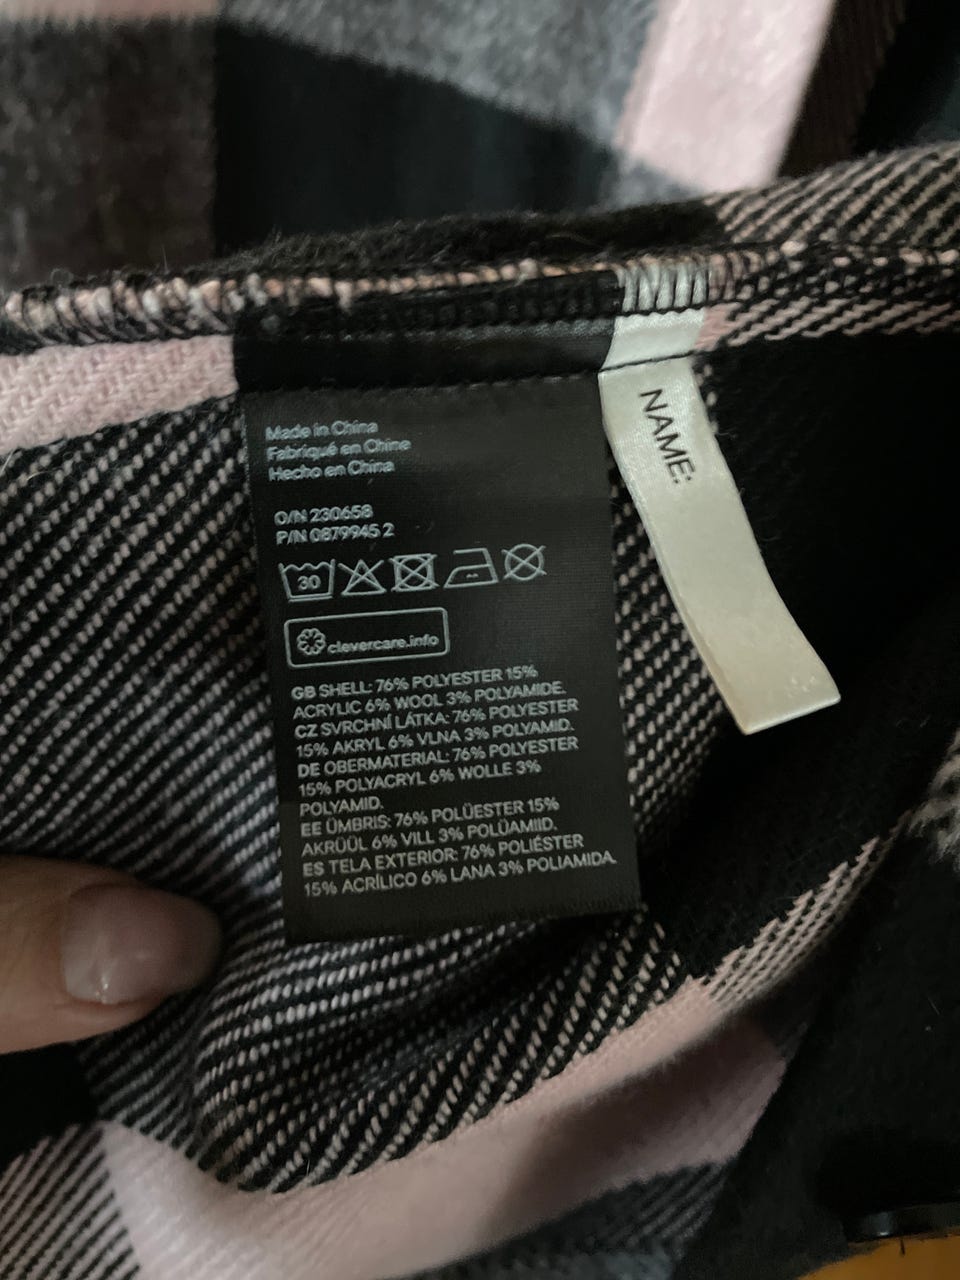 Made in China
Fabriqué en Chine
Hecho en China
O/N 230658
P/N 0879945 2
30
clevercare.info
GB SHELL: 76% POLYESTER 15%
ACRYLIC 6% WOOL 3% POLYAMIDE.
CZ SVRCHNÍ LÁTKA: 76% POLYESTER
15% AKRYL 6% VLNA 3% POLYAMID.
DE OBERMATERIAL: 76% POLYESTER
15% POLYACRYL 6% WOLLE 3%
POLYAMID.
EE ÜMBRIS: 76% POLÜESTER 15%
AKRÜÜL 6% VILL 3% POLÜAMIID.
ES TELA EXTERIOR: 76% POLIÉSTER
15% ACRÍLICO 6% LANA 3% POLIAMIDA.
NAME: